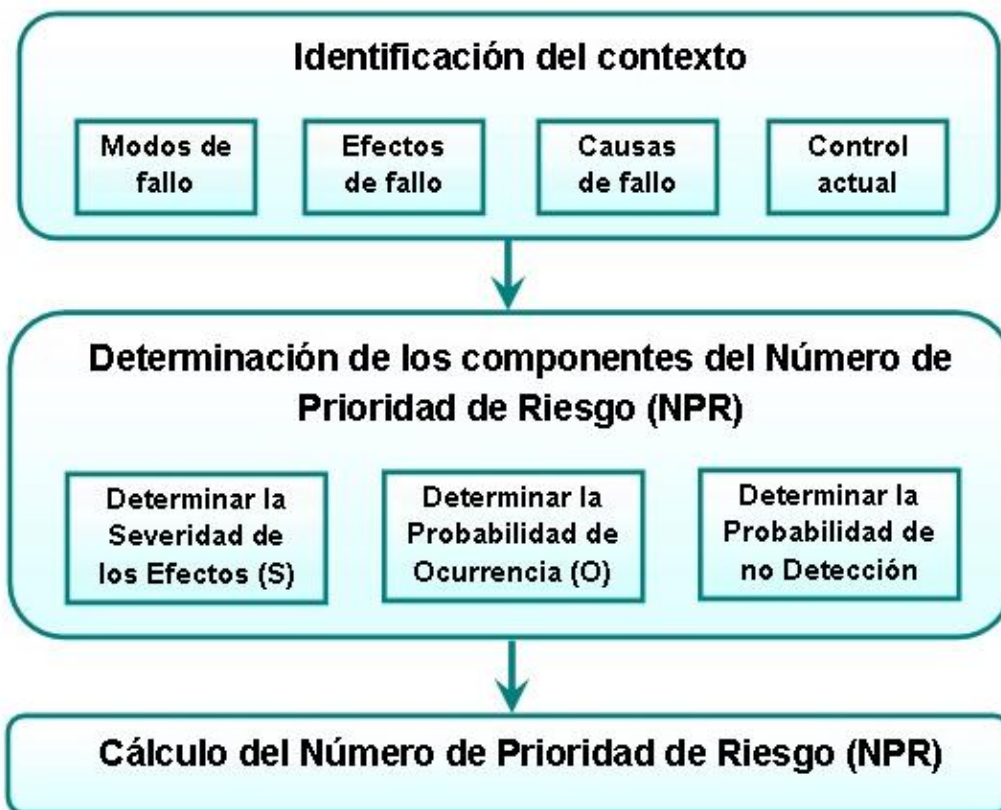 Identificación del contexto
Modos de
fallo
Efectos
de fallo
Causas
de fallo
Control
actual
Determinación de los componentes del Número de
Prioridad de Riesgo (NPR)
Determinar la
Severidad de
los Efectos (S)
Determinar la
Probabilidad de
Ocurrencia (O)
Determinar la
Probabilidad de
no Detección
Cálculo del Número de Prioridad de Riesgo (NPR)